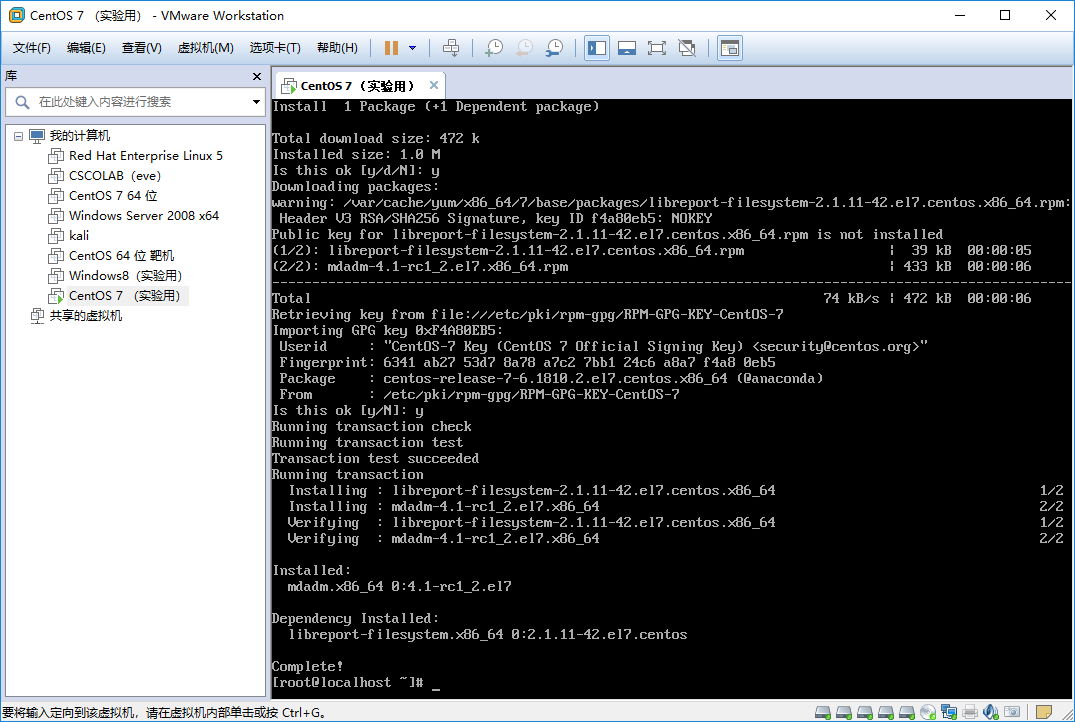 CentOS 7 （实验用） - VMware Workstation
文件(F) 编辑(E) 查看(V) 虚拟机(M) 选项卡(T) 帮助(H)
库
在此处键入内容进行搜索
我的计算机
Red Hat Enterprise Linux 5
CSCOLAB（eve）
CentOS 7 64 位
Windows Server 2008 x64
kali
CentOS 64 位 靶机
Windows8（实验用）
CentOS 7 （实验用）
共享的虚拟机
CentOS 7 （实验用）
Install  1 Package (+1 Dependent package)
Total download size: 472 k
Installed size: 1.0 M
Is this ok [y/d/N]: y
Downloading packages:
warning: /var/cache/yum/x86_64/7/base/packages/libreport-filesystem-2.1.11-42.el7.centos.x86_64.rpm:
 Header V3 RSA/SHA256 Signature, key ID f4a80eb5: NOKEY
Public key for libreport-filesystem-2.1.11-42.el7.centos.x86_64.rpm is not installed
(1/2): libreport-filesystem-2.1.11-42.el7.centos.x86_64.rpm | 39 kB 00:00:05
(2/2): mdadm-4.1-rc1_2.el7.x86_64.rpm | 433 kB 00:00:06
----------------------------------------------------------------------------------------------------
Total 74 kB/s | 472 kB 00:00:06
Retrieving key from file:///etc/pki/rpm-gpg/RPM-GPG-KEY-CentOS-7
Importing GPG key 0xF4A80EB5:
 Userid     : "CentOS-7 Key (CentOS 7 Official Signing Key) <security@centos.org>"
 Fingerprint: 6341 ab27 53d7 8a78 a7c2 7bb1 24c6 a8a7 f4a8 0eb5
 Package    : centos-release-7-6.1810.2.el7.centos.x86_64 (@anaconda)
 From       : /etc/pki/rpm-gpg/RPM-GPG-KEY-CentOS-7
Is this ok [y/N]: y
Running transaction check
Running transaction test
Transaction test succeeded
Running transaction
  Installing : libreport-filesystem-2.1.11-42.el7.centos.x86_64 1/2
  Installing : mdadm-4.1-rc1_2.el7.x86_64 2/2
  Verifying  : libreport-filesystem-2.1.11-42.el7.centos.x86_64 1/2
  Verifying  : mdadm-4.1-rc1_2.el7.x86_64 2/2
Installed:
  mdadm.x86_64 0:4.1-rc1_2.el7
Dependency Installed:
  libreport-filesystem.x86_64 0:2.1.11-42.el7.centos
Complete!
[root@localhost ~]# _
要将输入定向到该虚拟机，请在虚拟机内部单击或按 Ctrl+G。